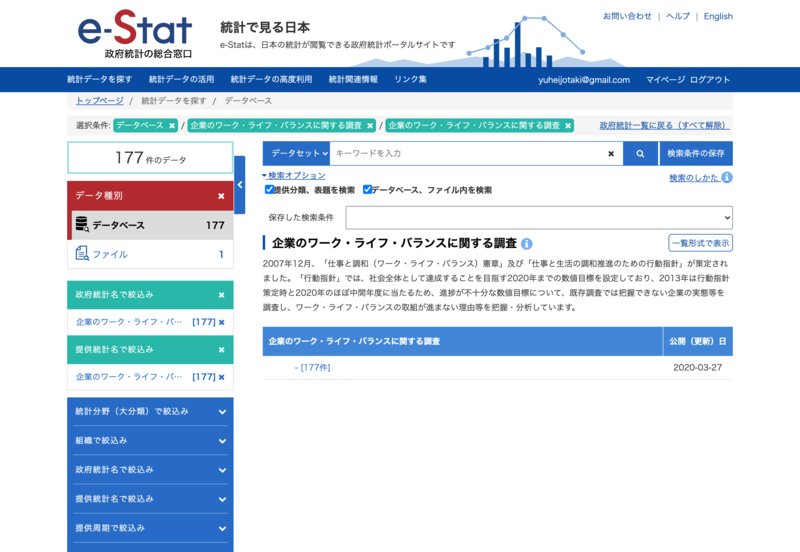 e-Stat
政府統計の総合窓口
統計で見る日本
e-Statは、日本の統計が閲覧できる政府統計ポータルサイトです
お問い合わせ | ヘルプ | English
統計データを探す 統計データの活用 統計データの高度利用 統計関連情報 リンク集 yuheijotaki@gmail.com マイページ ログアウト
トップページ / 統計データを探す / データベース
選択条件: データベース ✖ / 企業のワーク・ライフ・バランスに関する調査 ✖ / 企業のワーク・ライフ・バランスに関する調査 ✖ 政府統計一覧に戻る（すべて解除）
177 件のデータ
データ種別 ✖
データベース 177
ファイル 1
政府統計名で絞込み ✖
企業のワーク・ライフ・バ… [177] ✖
提供統計名で絞込み ✖
企業のワーク・ライフ・バ… [177] ✖
統計分野（大分類）で絞込み
組織で絞込み
政府統計名で絞込み
提供統計名で絞込み
提供周期で絞込み
データセット キーワードを入力 ✖ 検索条件の保存
検索オプション 検索のしかた
提供分類、表題を検索 データベース、ファイル内を検索
保存した検索条件
企業のワーク・ライフ・バランスに関する調査 一覧形式で表示
2007年12月、「仕事と調和（ワーク・ライフ・バランス）憲章」及び「仕事と生活の調和推進のための行動指針」が策定され
ました。「行動指針」では、社会全体として達成することを目指す2020年までの数値目標を設定しており、2013年は行動指針
策定時と2020年のほぼ中間年度に当たるため、進捗が不十分な数値目標について、既存調査では把握できない企業の実態等を
調査し、ワーク・ライフ・バランスの取組が進まない理由等を把握・分析しています。
企業のワーク・ライフ・バランスに関する調査 公開（更新）日
- [177件] 2020-03-27